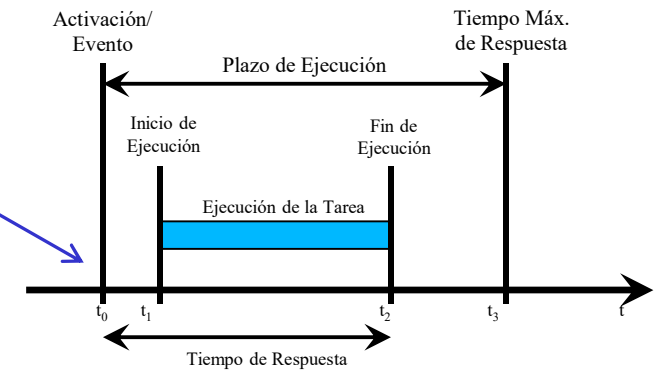 Activación/
Evento
Tiempo Máx.
de Respuesta
Plazo de Ejecución
Inicio de
Ejecución
Fin de
Ejecución
Ejecución de la Tarea
t0 t1 t2 t3 t
Tiempo de Respuesta